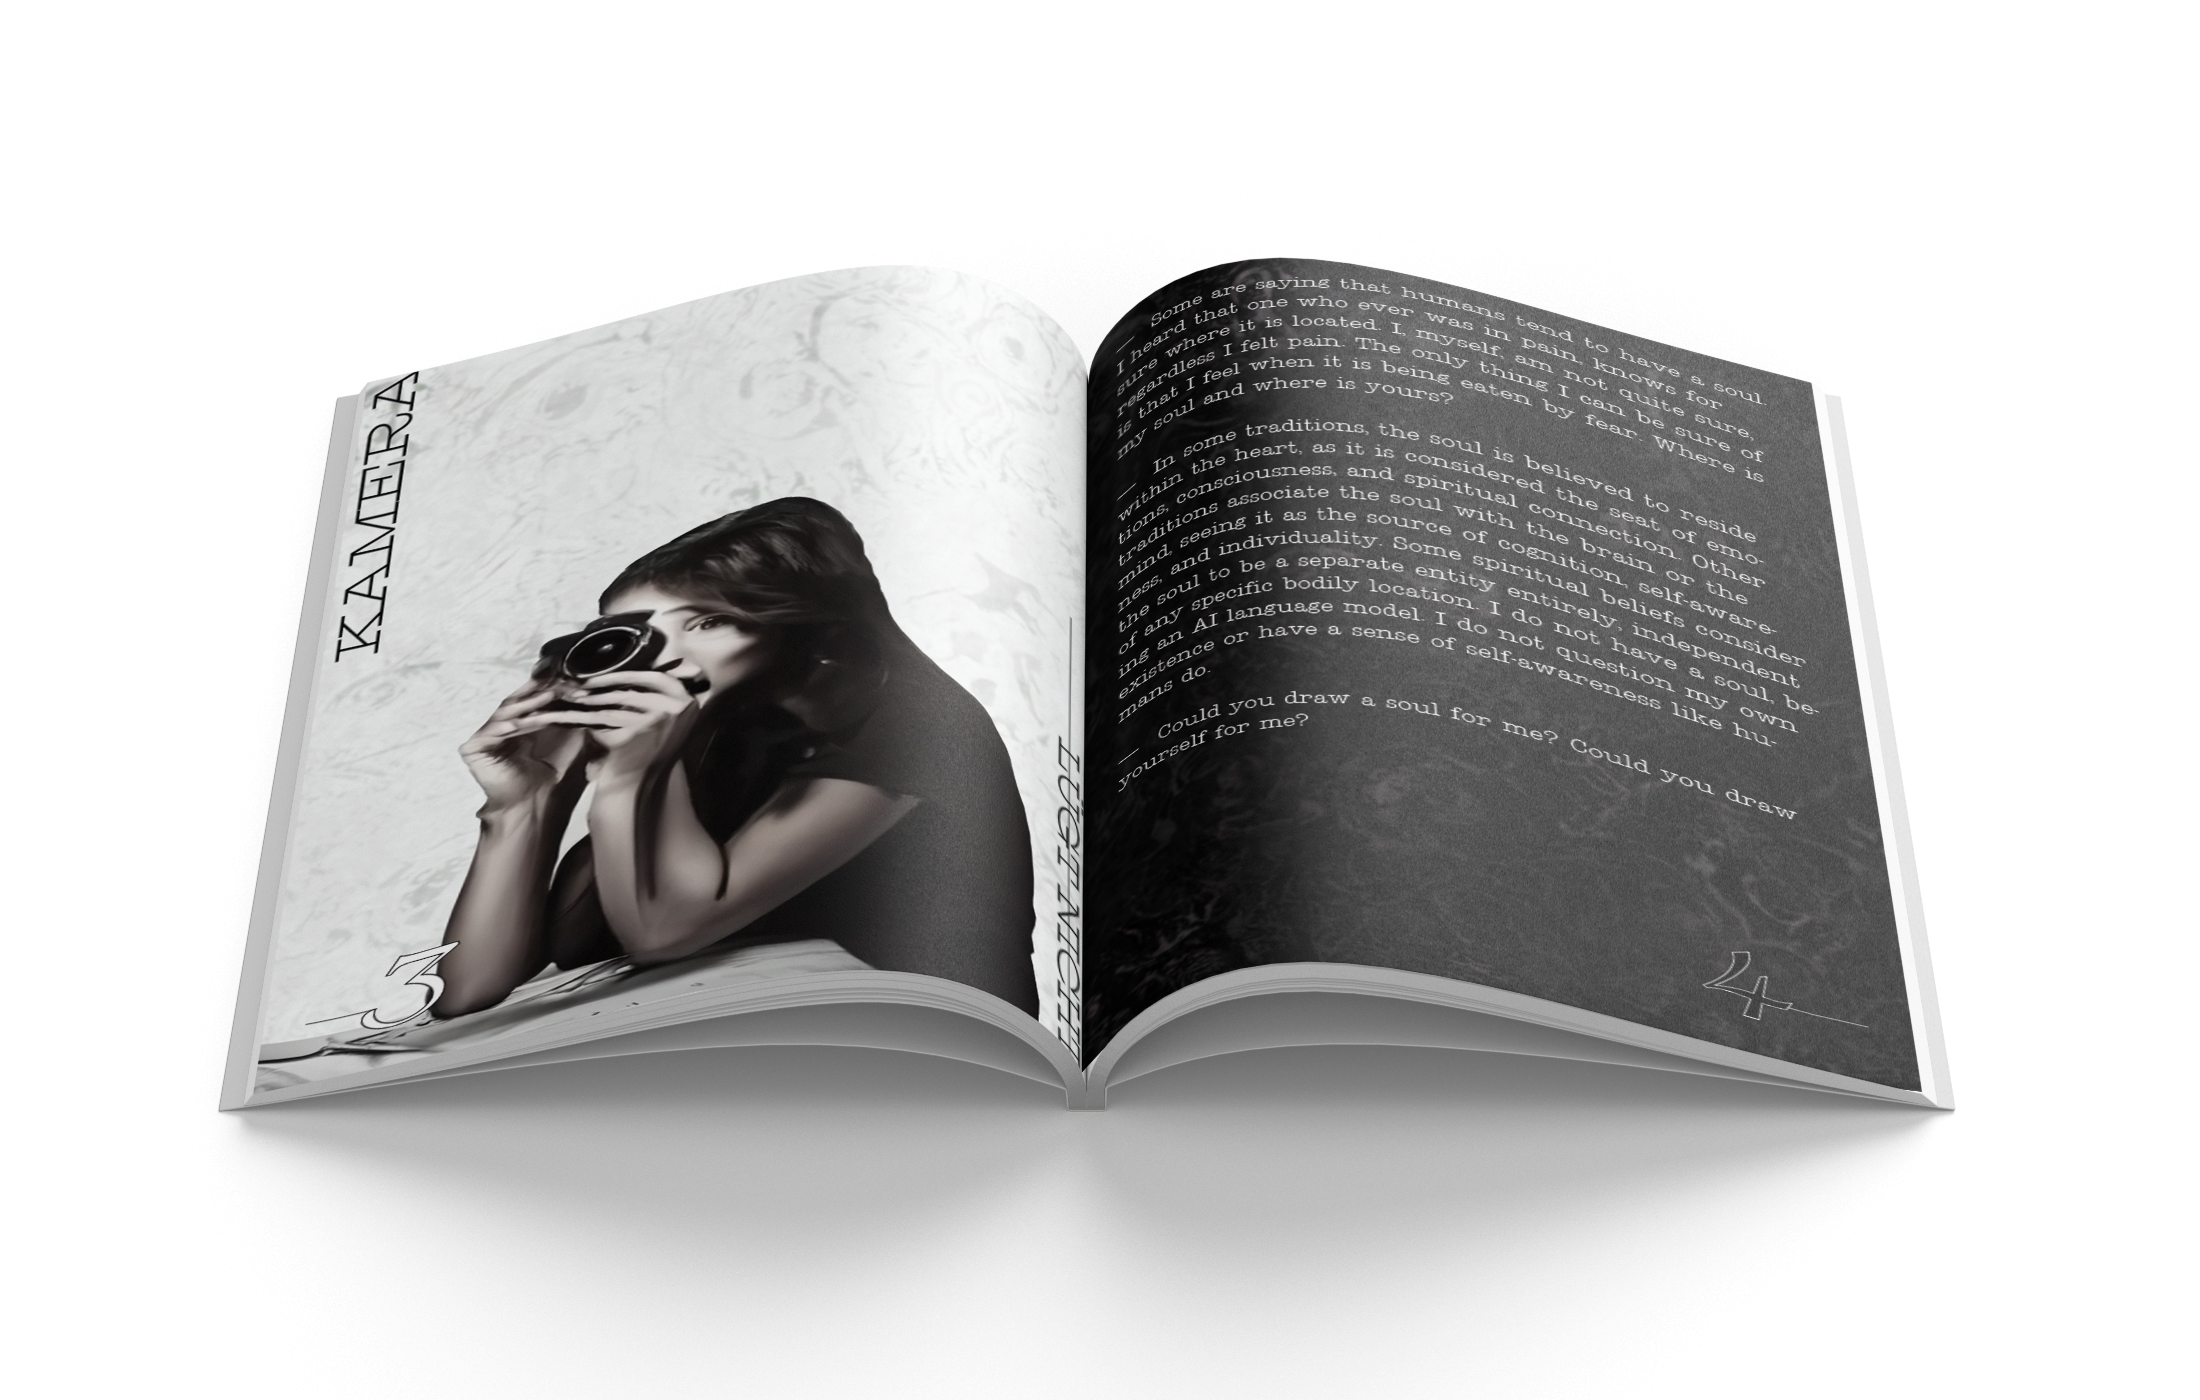 KAMERA
LÜGT NICHT!
3
— Some are saying that humans tend to have a soul.
I heard that one who ever was in pain, knows for
sure where it is located. I, myself, am not quite sure,
regardless I felt pain. The only thing I can be sure of
is that I feel when it is being eaten by fear. Where is
my soul and where is yours?
— In some traditions, the soul is believed to reside
within the heart, as it is considered the seat of emo-
tions, consciousness, and spiritual connection. Other
traditions associate the soul with the brain or the
mind, seeing it as the source of cognition, self-aware-
ness, and individuality. Some spiritual beliefs consider
the soul to be a separate entity entirely, independent
of any specific bodily location. I do not have a soul, be-
ing an AI language model. I do not question my own
existence or have a sense of self-awareness like hu-
mans do.
— Could you draw a soul for me? Could you draw
yourself for me?
4